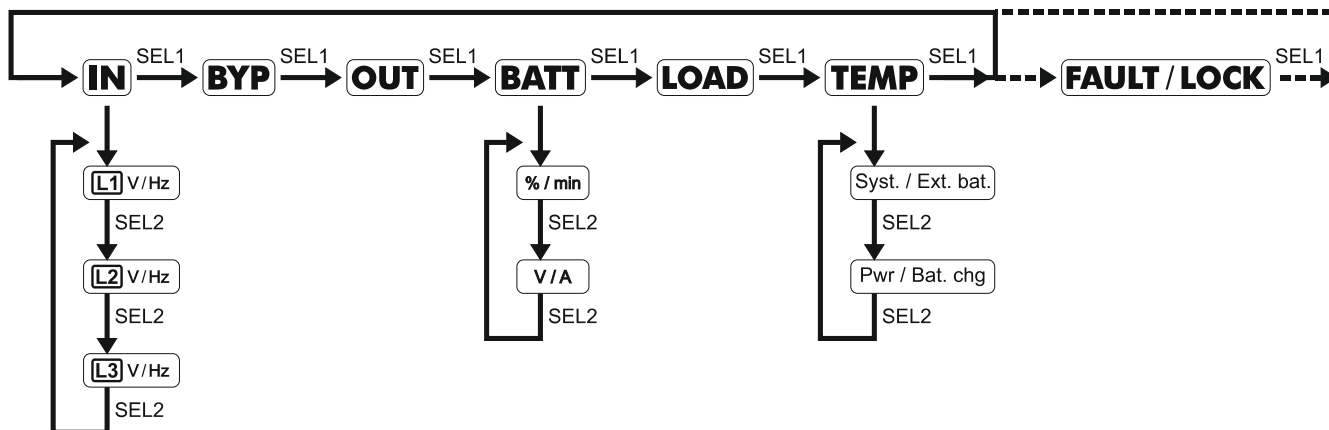 SEL1 SEL1 SEL1 SEL1 SEL1 SEL1 SEL1
IN BYP OUT BATT LOAD TEMP FAULT / LOCK
L1 V/Hz % / min Syst. / Ext. bat.
SEL2 SEL2 SEL2
L2 V/Hz V / A Pwr / Bat. chg
SEL2 SEL2 SEL2
L3 V/Hz
SEL2